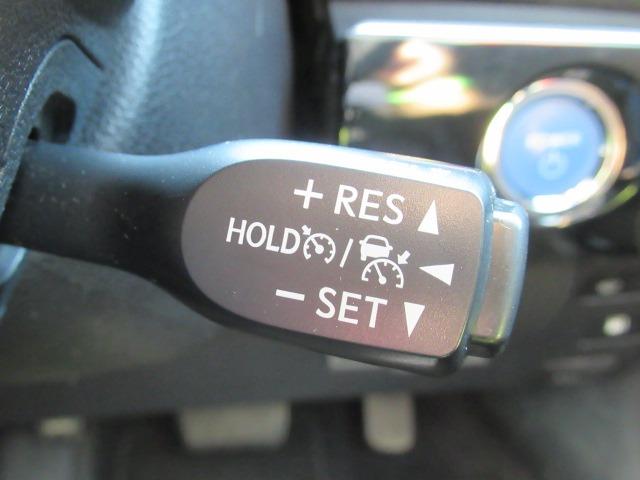 + RES
HOLD /
− SET